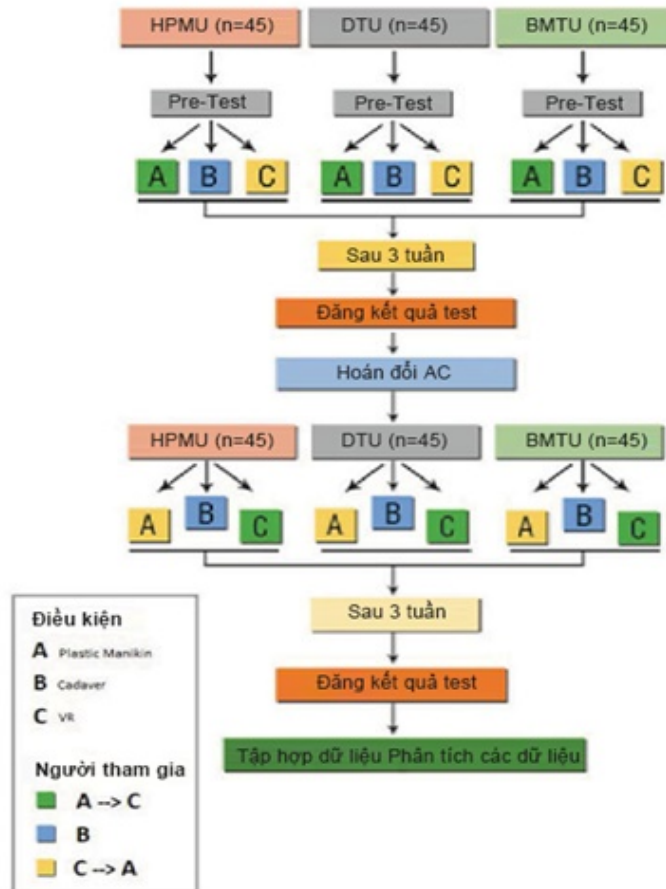 HPMU (n=45) DTU (n=45) BMTU (n=45)
Pre-Test Pre-Test Pre-Test
A B C A B C A B C
Sau 3 tuần
Đăng kết quả test
Hoán đổi AC
HPMU (n=45) DTU (n=45) BMTU (n=45)
A B C A B C A B C
Sau 3 tuần
Đăng kết quả test
Tập hợp dữ liệu Phân tích các dữ liệu
Điều kiện
A Plastic Manikin
B Cadaver
C VR
Người tham gia
A --> C
B
C --> A